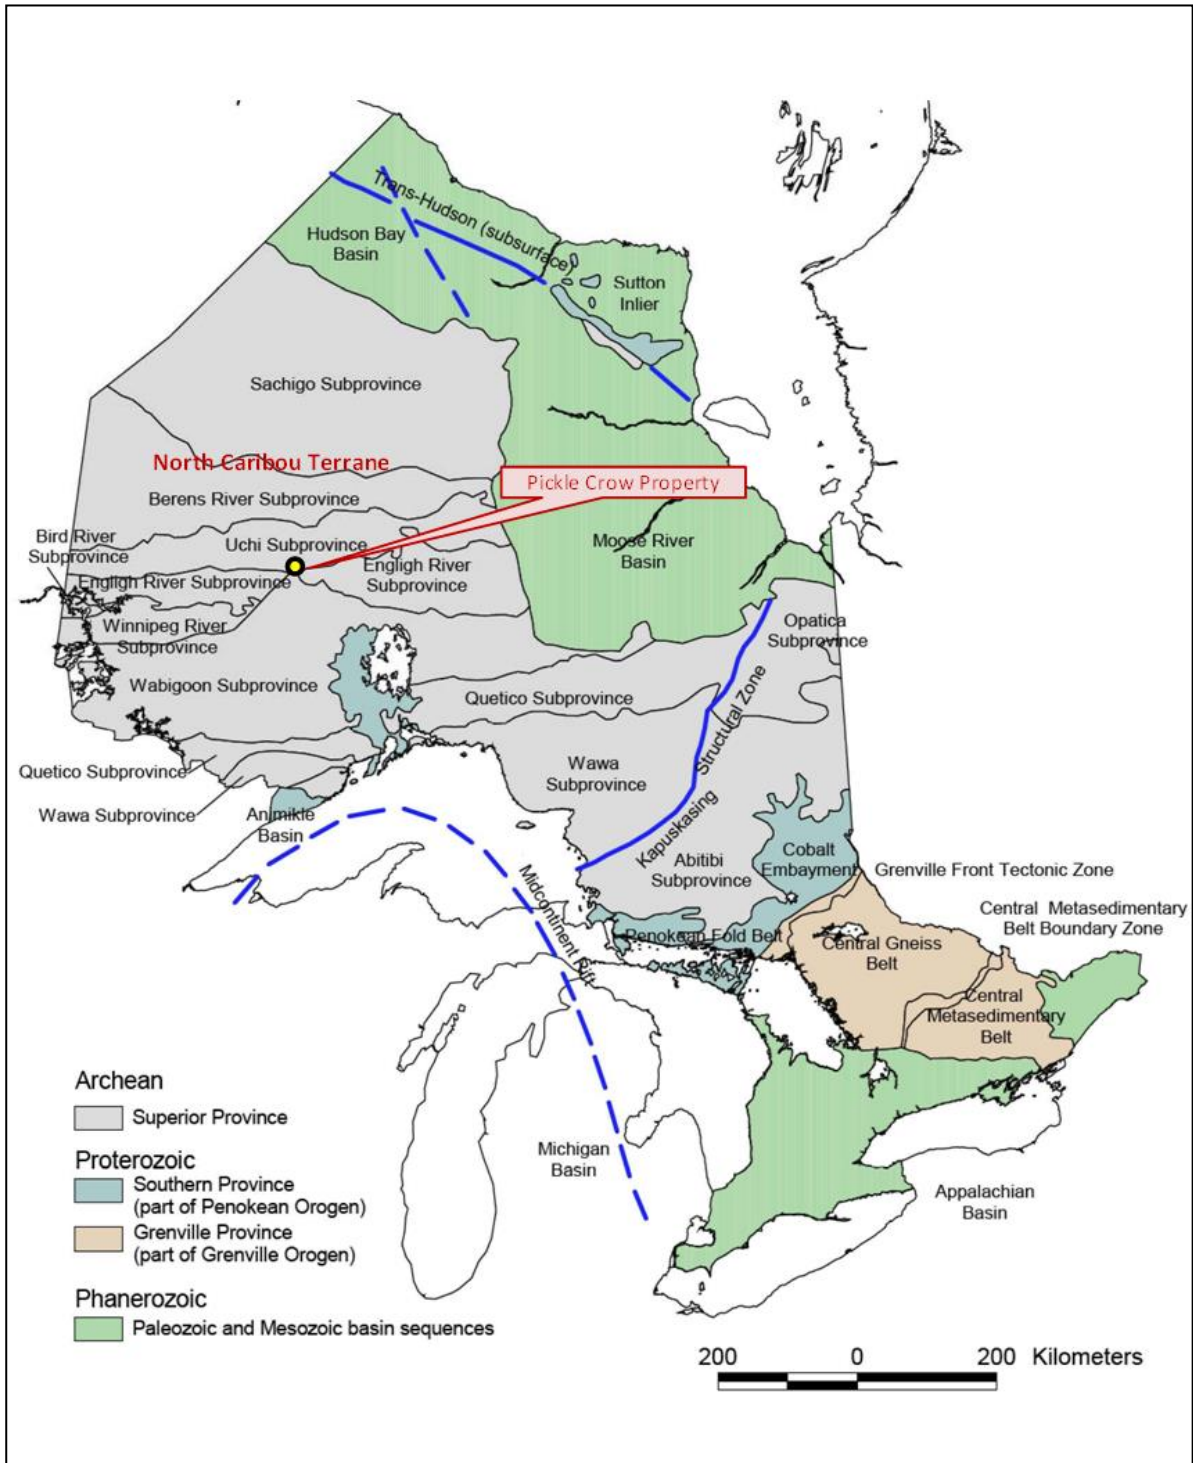 Trans-Hudson (subsurface)
Hudson Bay
Basin
Sutton
Inlier
Sachigo Subprovince
North Caribou Terrane
Pickle Crow Property
Berens River Subprovince
Bird River
Subprovince
Uchi Subprovince
Moose River
Basin
Engligh River Subprovince
Engligh River
Subprovince
Winnipeg River
Subprovince
Opatica
Subprovince
Wabigoon Subprovince
Quetico Subprovince
Structural Zone
Kapuskasing
Quetico Subprovince
Wawa
Subprovince
Wawa Subprovince
Animikie
Basin
Abitibi
Subprovince
Cobalt
Embayment
Grenville Front Tectonic Zone
Midcontinent Rift
Penokean Fold Belt
Central Gneiss
Belt
Central Metasedimentary
Belt Boundary Zone
Central
Metasedimentary
Belt
Archean
Superior Province
Proterozoic
Southern Province
(part of Penokean Orogen)
Grenville Province
(part of Grenville Orogen)
Phanerozoic
Paleozoic and Mesozoic basin sequences
Michigan
Basin
Appalachian
Basin
200 0 200 Kilometers